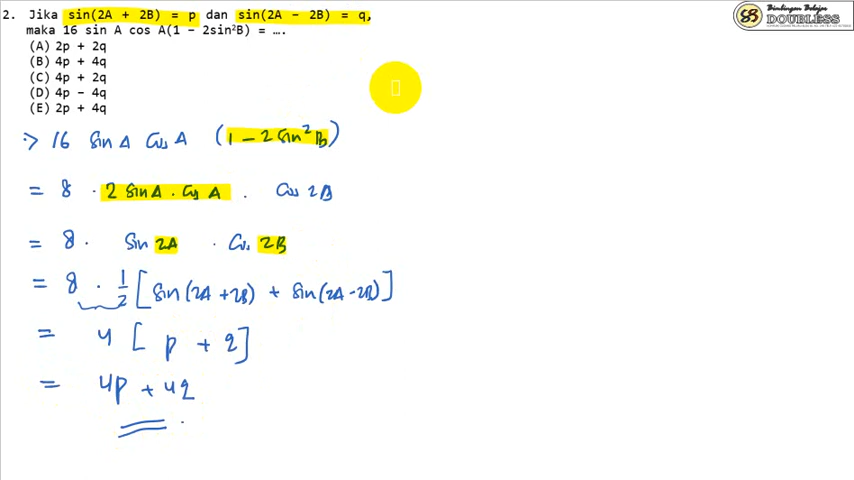 2. Jika sin(2A + 2B) = p dan sin(2A − 2B) = q,
maka 16 sin A cos A(1 − 2sin²B) = ….
(A) 2p + 2q
(B) 4p + 4q
(C) 4p + 2q
(D) 4p − 4q
(E) 2p + 4q
Bimbingan Belajar
DOUBLESS
16 Sin A Cos A (1 − 2 Sin² B)
= 8 · 2 Sin A · Cos A · Cos 2B
= 8 · Sin 2A · Cos 2B
= 8 · 1/2 [Sin(2A + 2B) + Sin(2A − 2B)]
= 4 [p + q]
= 4p + 4q